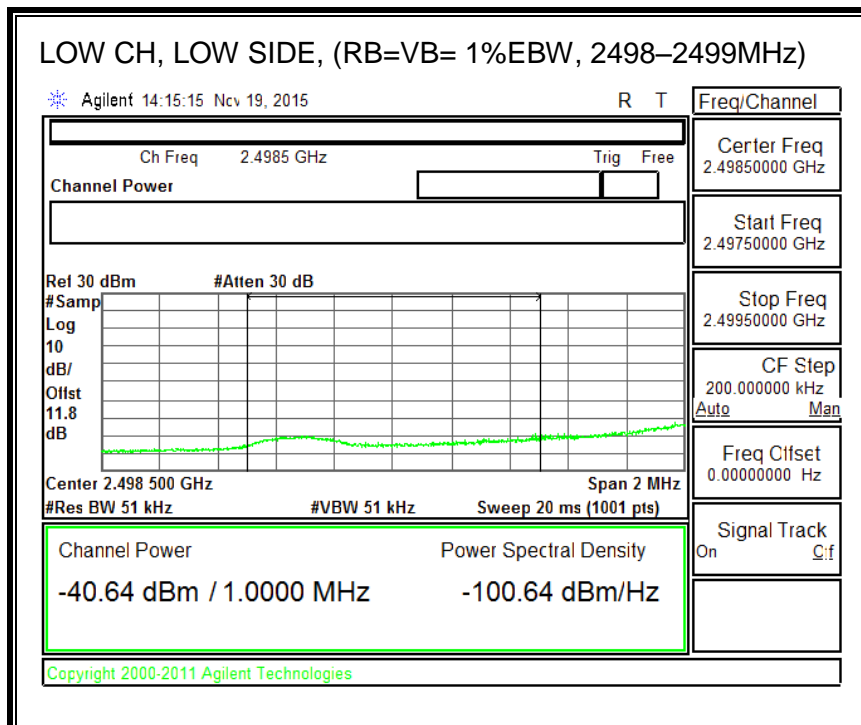 LOW CH, LOW SIDE, (RB=VB= 1%EBW, 2498–2499MHz)
Agilent 14:15:15 Nov 19, 2015 R T
Freq/Channel
Ch Freq 2.4985 GHz Trig Free
Channel Power
Center Freq
2.49850000 GHz
Start Freq
2.49750000 GHz
Stop Freq
2.49950000 GHz
CF Step
200.000000 kHz
Auto Man
Freq Offset
0.00000000 Hz
Signal Track
On Off
Ref 30 dBm #Atten 30 dB
#Samp
Log
10
dB/
Offst
11.8
dB
Center 2.498 500 GHz Span 2 MHz
#Res BW 51 kHz #VBW 51 kHz Sweep 20 ms (1001 pts)
Channel Power Power Spectral Density
-40.64 dBm / 1.0000 MHz -100.64 dBm/Hz
Copyright 2000-2011 Agilent Technologies